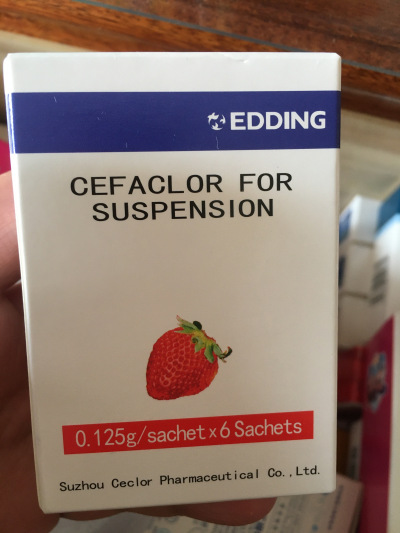 EDDING
CEFACLOR FOR
SUSPENSION
0.125g/sachet×6 Sachets
Suzhou Ceclor Pharmaceutical Co.,Ltd.